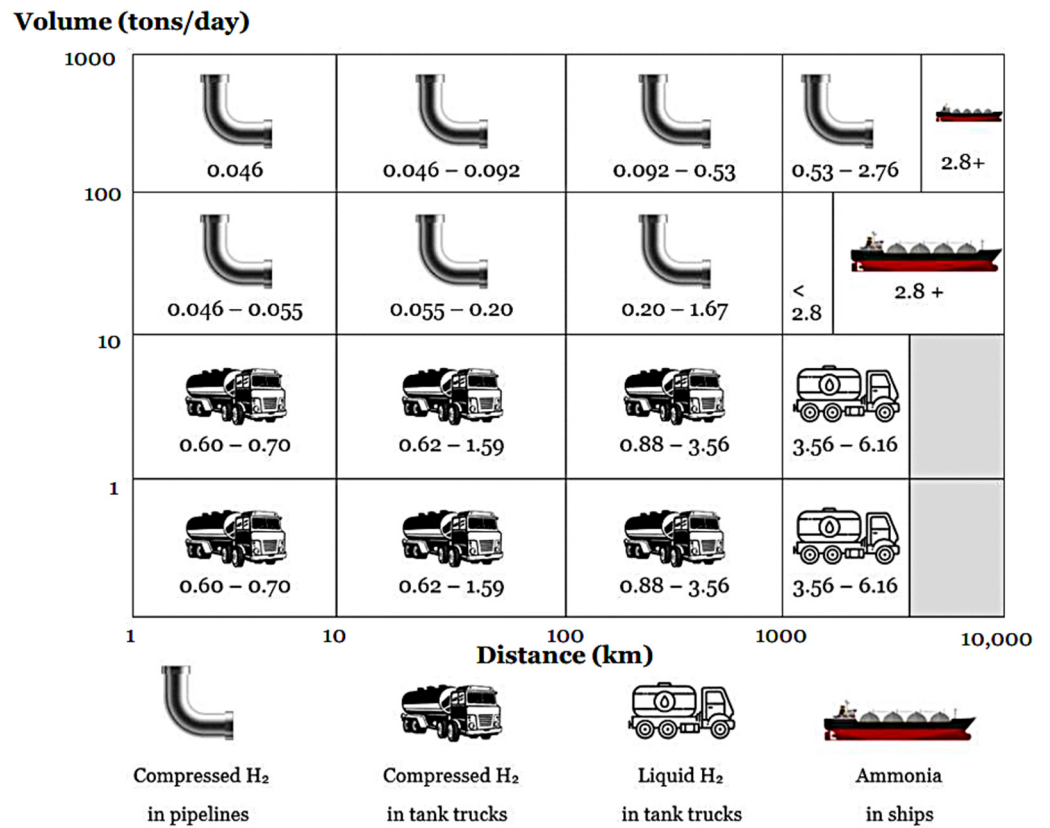 Volume (tons/day)
1000
0.046
0.046 – 0.092
0.092 – 0.53
0.53 – 2.76
2.8+
100
0.046 – 0.055
0.055 – 0.20
0.20 – 1.67
<
2.8
2.8 +
10
0.60 – 0.70
0.62 – 1.59
0.88 – 3.56
3.56 – 6.16
1
0.60 – 0.70
0.62 – 1.59
0.88 – 3.56
3.56 – 6.16
1
10
100
1000
10,000
Distance (km)
Compressed H₂
in pipelines
Compressed H₂
in tank trucks
Liquid H₂
in tank trucks
Ammonia
in ships